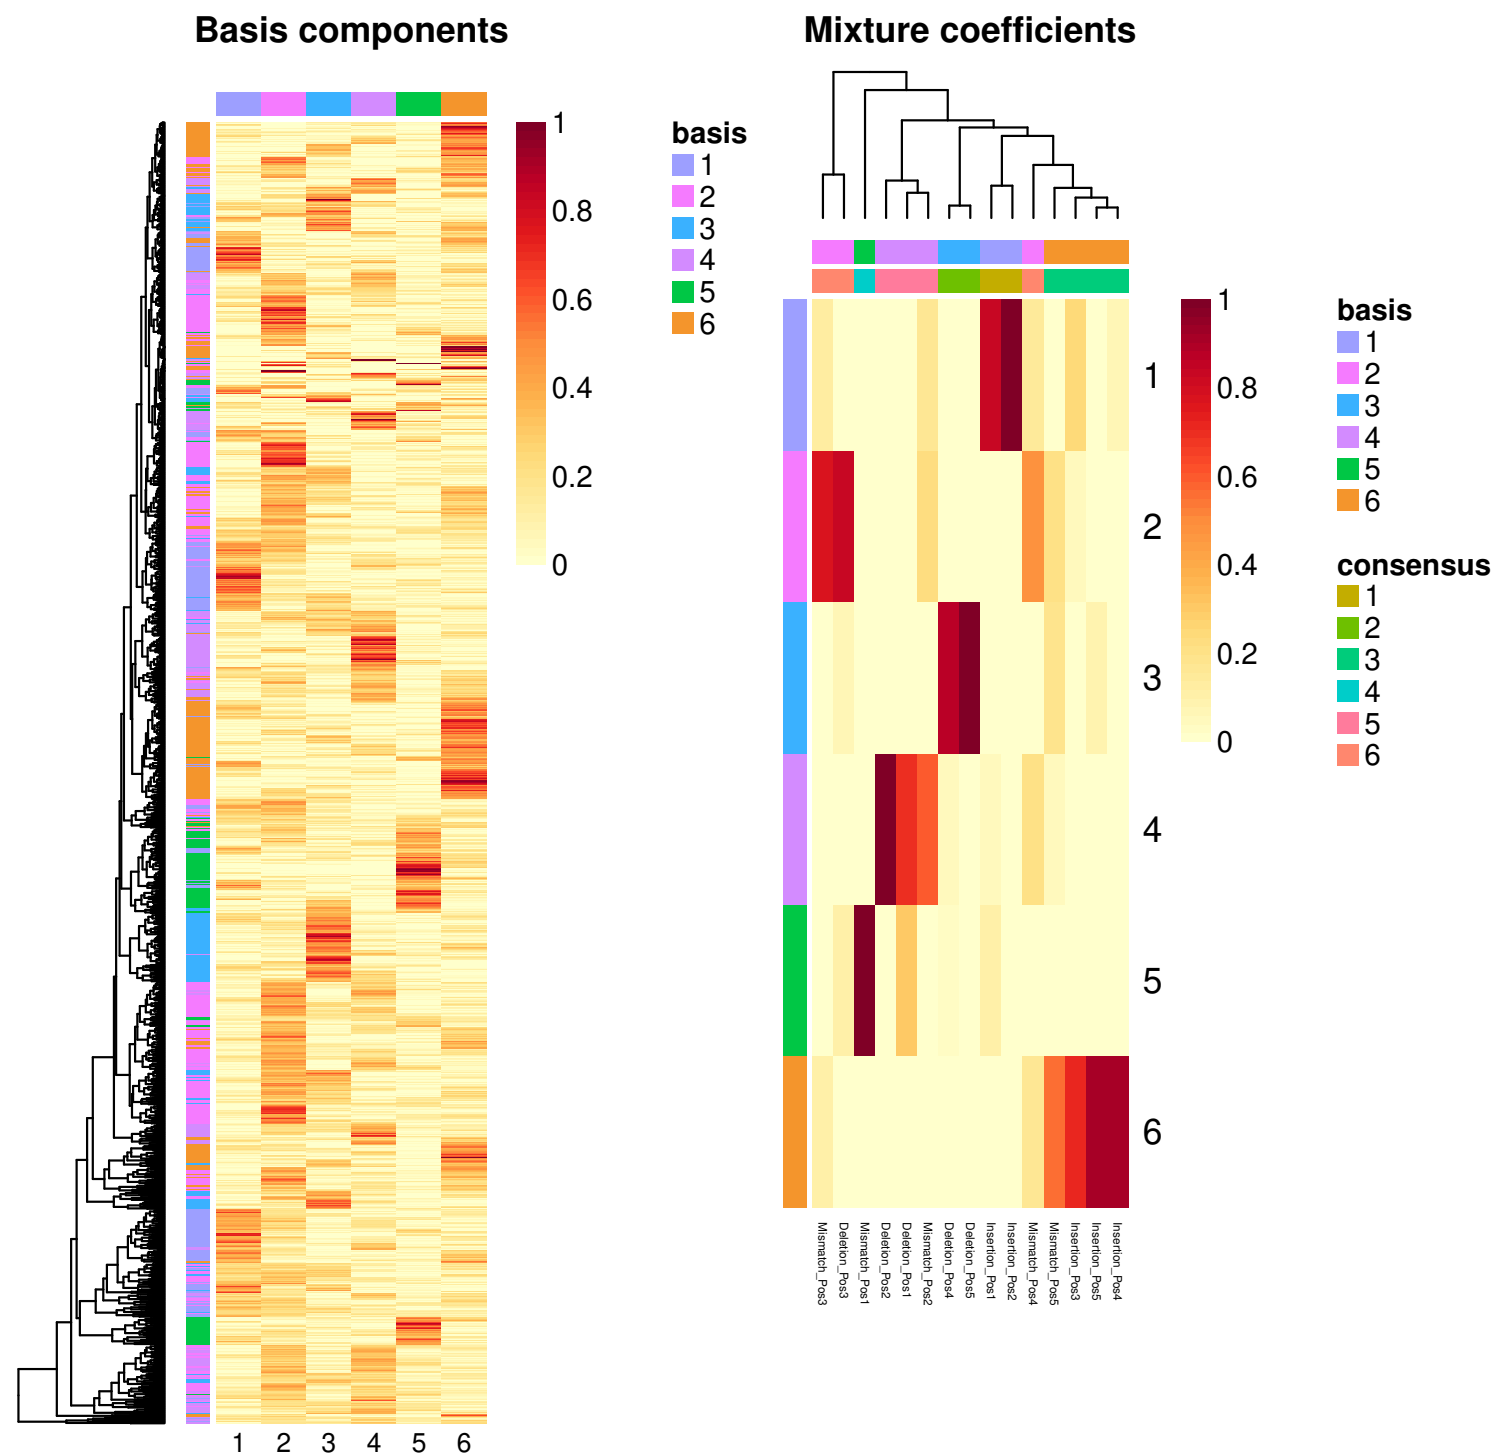 Basis components
Mixture coefficients
1
0.8
0.6
0.4
0.2
0
basis
1
2
3
4
5
6
1 2 3 4 5 6
1
2
3
4
5
6
1
0.8
0.6
0.4
0.2
0
basis
1
2
3
4
5
6
consensus
1
2
3
4
5
6
Mismatch_Pos3
Deletion_Pos3
Mismatch_Pos1
Deletion_Pos2
Deletion_Pos1
Mismatch_Pos2
Deletion_Pos4
Deletion_Pos5
Insertion_Pos1
Insertion_Pos2
Mismatch_Pos4
Mismatch_Pos5
Insertion_Pos3
Insertion_Pos5
Insertion_Pos4